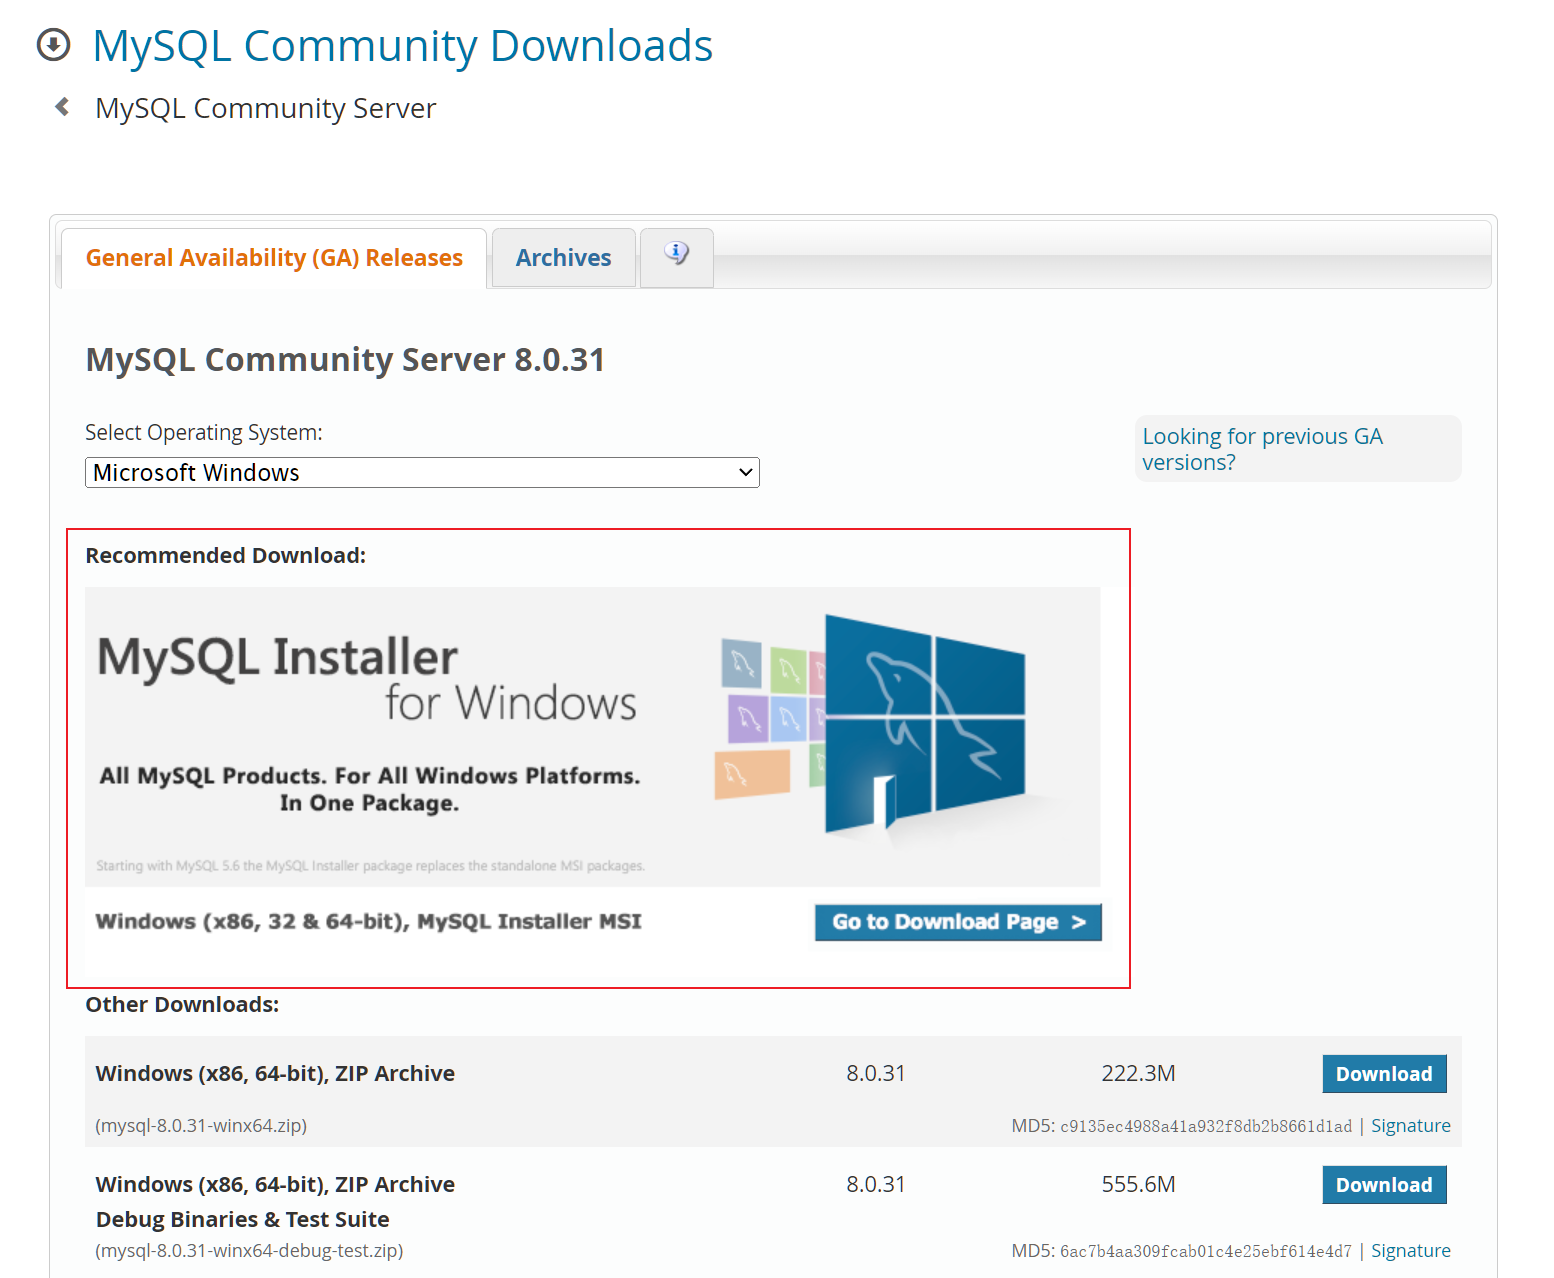 MySQL Community Downloads
MySQL Community Server
General Availability (GA) Releases
Archives
MySQL Community Server 8.0.31
Select Operating System:
Microsoft Windows
Looking for previous GA
versions?
Recommended Download:
MySQL Installer
for Windows
All MySQL Products. For All Windows Platforms.
In One Package.
Starting with MySQL 5.6 the MySQL Installer package replaces the standalone MSI packages.
Windows (x86, 32 & 64-bit), MySQL Installer MSI
Go to Download Page >
Other Downloads:
Windows (x86, 64-bit), ZIP Archive 8.0.31 222.3M Download
(mysql-8.0.31-winx64.zip) MD5: c9135ec4988a41a932f8db2b8661d1ad | Signature
Windows (x86, 64-bit), ZIP Archive 8.0.31 555.6M Download
Debug Binaries & Test Suite
(mysql-8.0.31-winx64-debug-test.zip) MD5: 6ac7b4aa309fcab01c4e25ebf614e4d7 | Signature